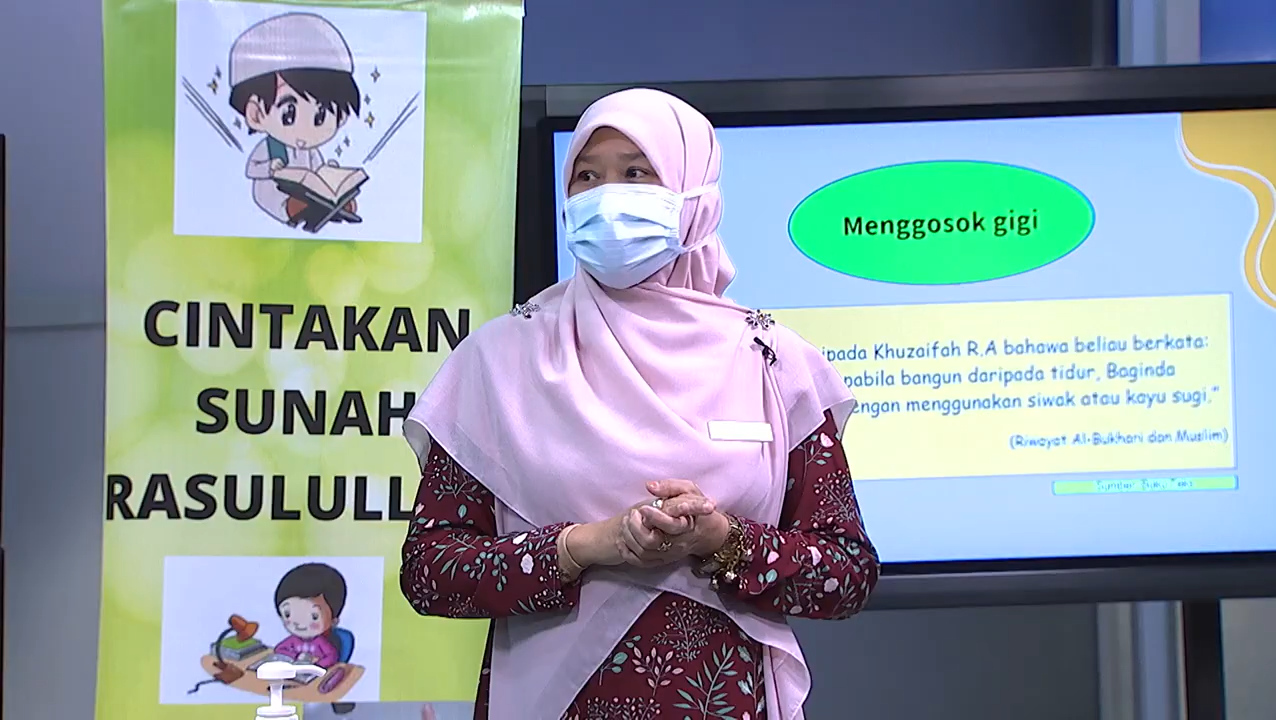 CINTAKAN
SUNAH
RASULULL
Menggosok gigi
ipada Khuzaifah R.A bahawa beliau berkata:
pabila bangun daripada tidur, Baginda
engan menggunakan siwak atau kayu sugi,"
(Riwayat Al-Bukhari dan Muslim)